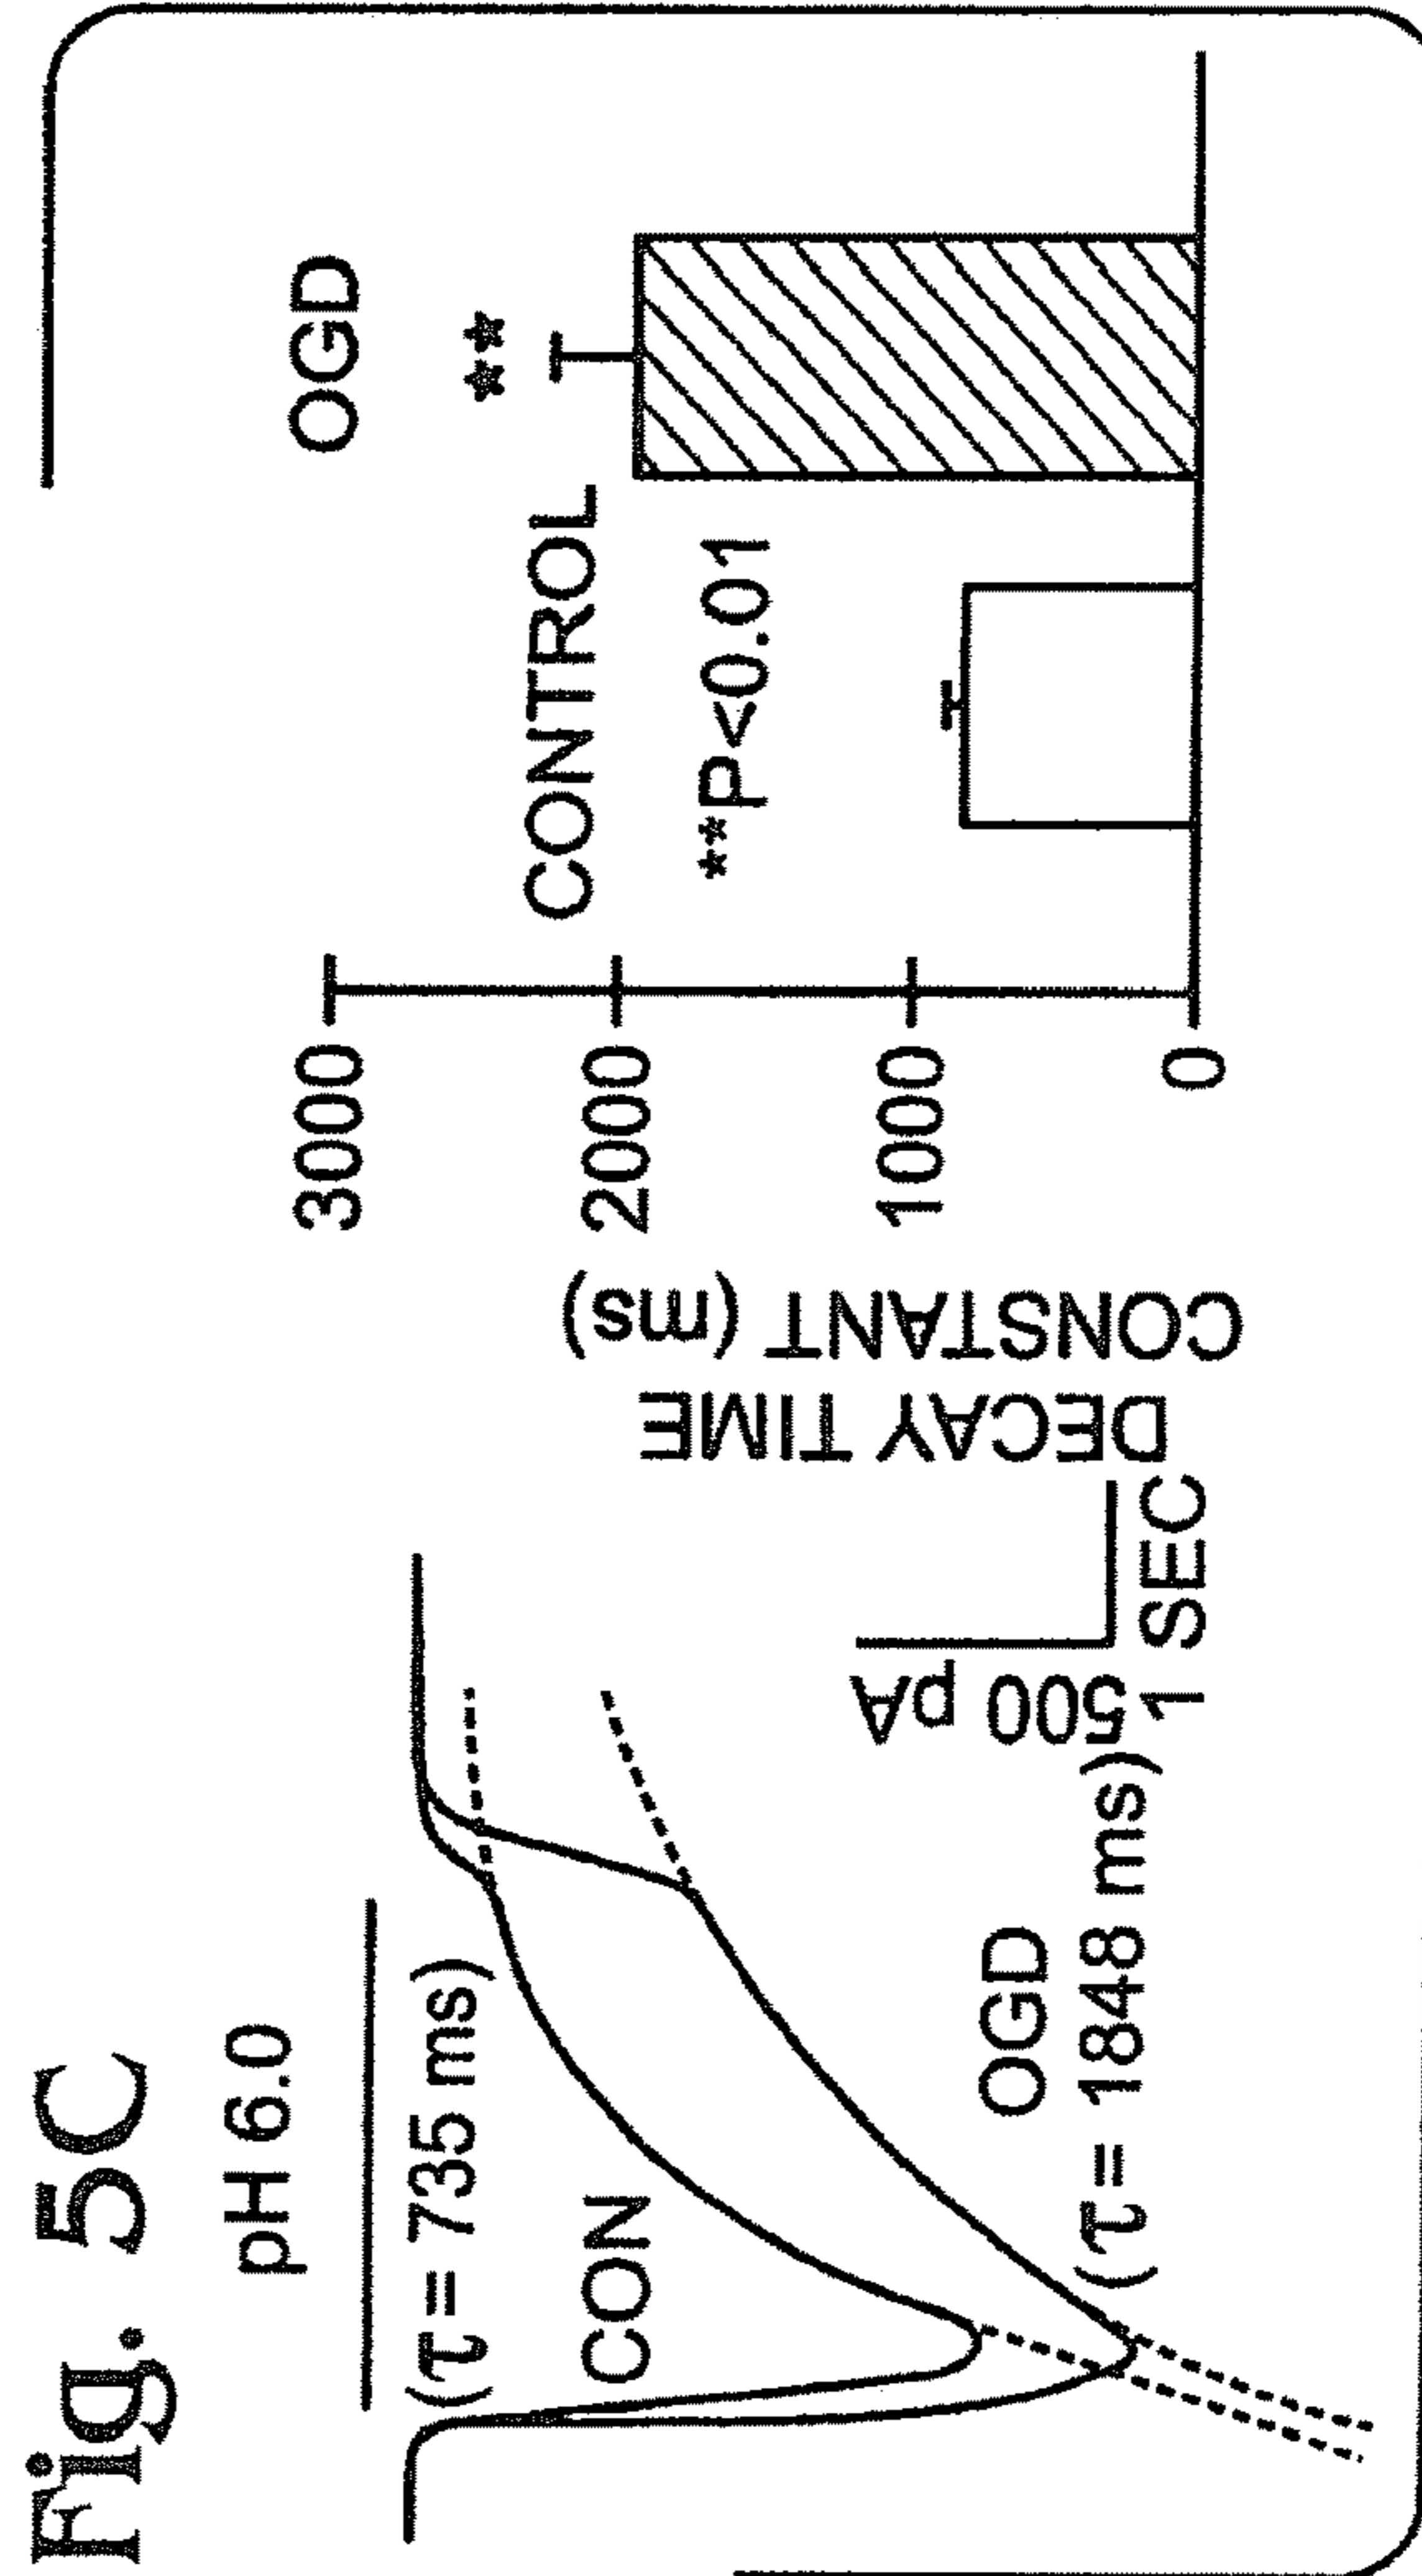 Fig. 5C
pH 6.0
(τ = 735 ms)
CON
OGD
(τ = 1848 ms)
500 pA
1 SEC
DECAY TIME
CONSTANT (ms)
3000
2000
1000
0
CONTROL
**P<0.01
OGD
**